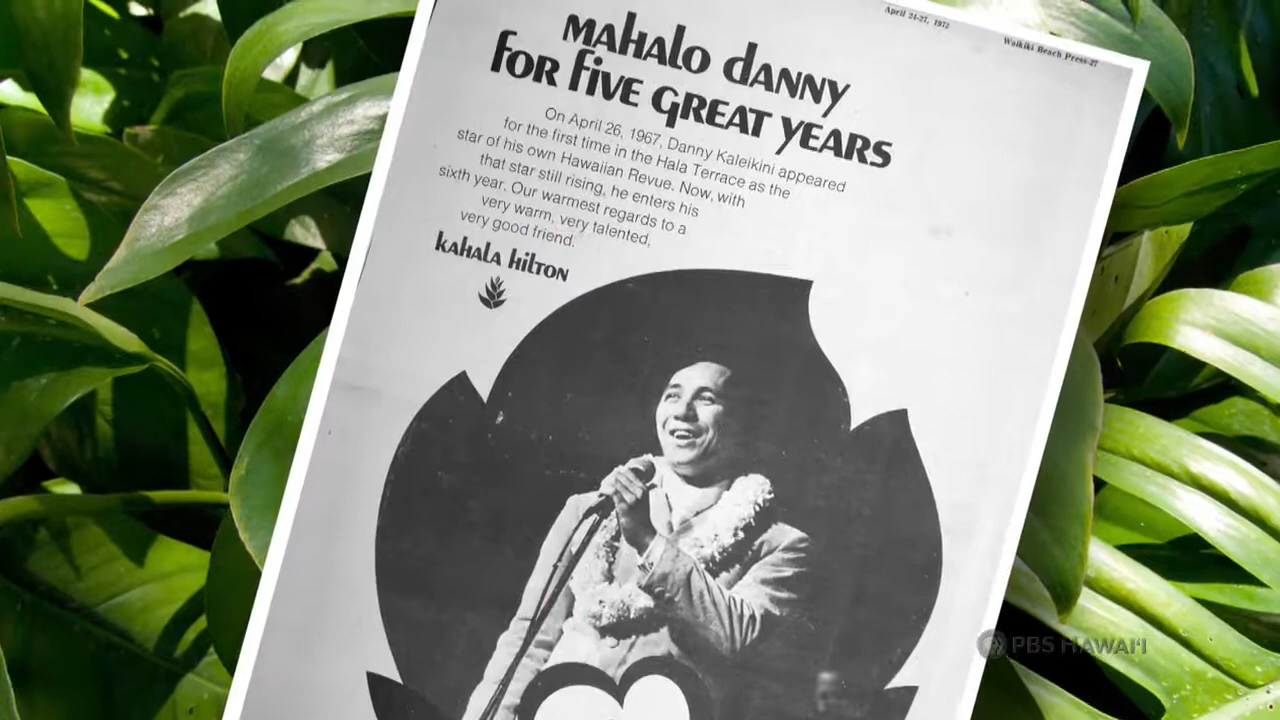 April 24-27, 1972
Waikiki Beach Press-27
mahalo danny
for five great years
On April 26, 1967, Danny Kaleikini appeared
for the first time in the Hala Terrace as the
star of his own Hawaiian Revue. Now, with
that star still rising, he enters his
sixth year. Our warmest regards to a
very warm, very talented,
very good friend.
kahala hilton
PBS HAWAI'I